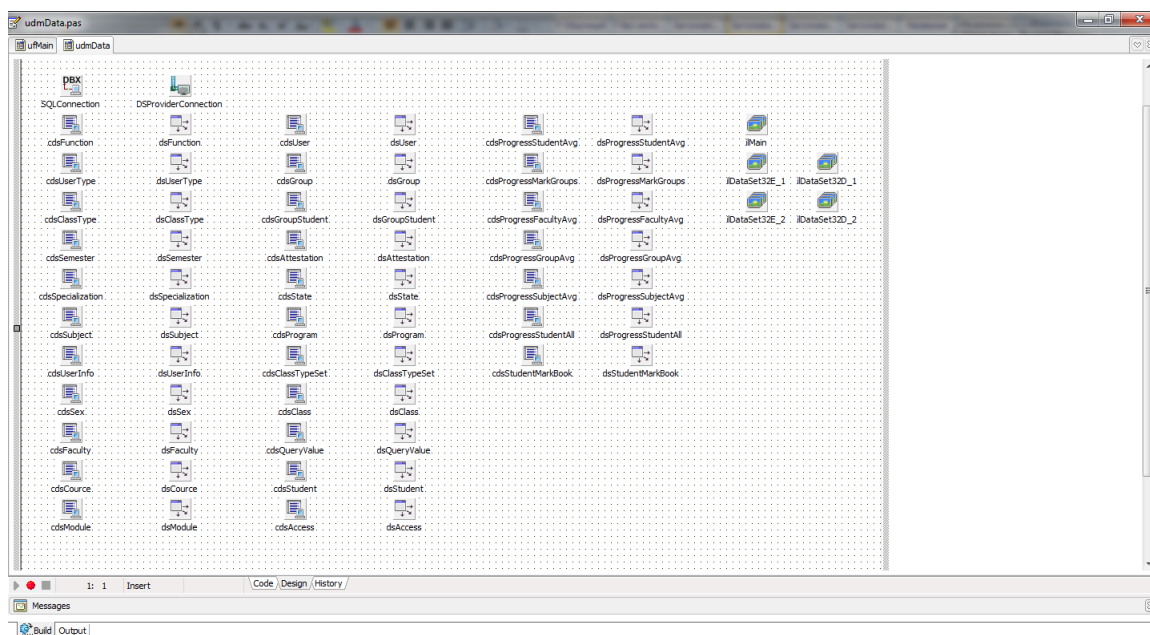 udmData.pas
ufMain udmData
DBX
SQLConnection DSProviderConnection
cdsFunction dsFunction cdsUser dsUser cdsProgressStudentAvg dsProgressStudentAvg ilMain
cdsUserType dsUserType cdsGroup dsGroup cdsProgressMarkGroups dsProgressMarkGroups ilDataSet32E_1 ilDataSet32D_1
cdsClassType dsClassType cdsGroupStudent dsGroupStudent cdsProgressFacultyAvg dsProgressFacultyAvg ilDataSet32E_2 ilDataSet32D_2
cdsSemester dsSemester cdsAttestation dsAttestation cdsProgressGroupAvg dsProgressGroupAvg
cdsSpecialization dsSpecialization cdsState dsState cdsProgressSubjectAvg dsProgressSubjectAvg
cdsSubject dsSubject cdsProgram dsProgram cdsProgressStudentAll dsProgressStudentAll
cdsUserInfo dsUserInfo cdsClassTypeSet dsClassTypeSet cdsStudentMarkBook dsStudentMarkBook
cdsSex dsSex cdsClass dsClass
cdsFaculty dsFaculty cdsQueryValue dsQueryValue
cdsCource dsCource cdsStudent dsStudent
cdsModule dsModule cdsAccess dsAccess
1: 1 Insert Code Design History
Messages
Build Output